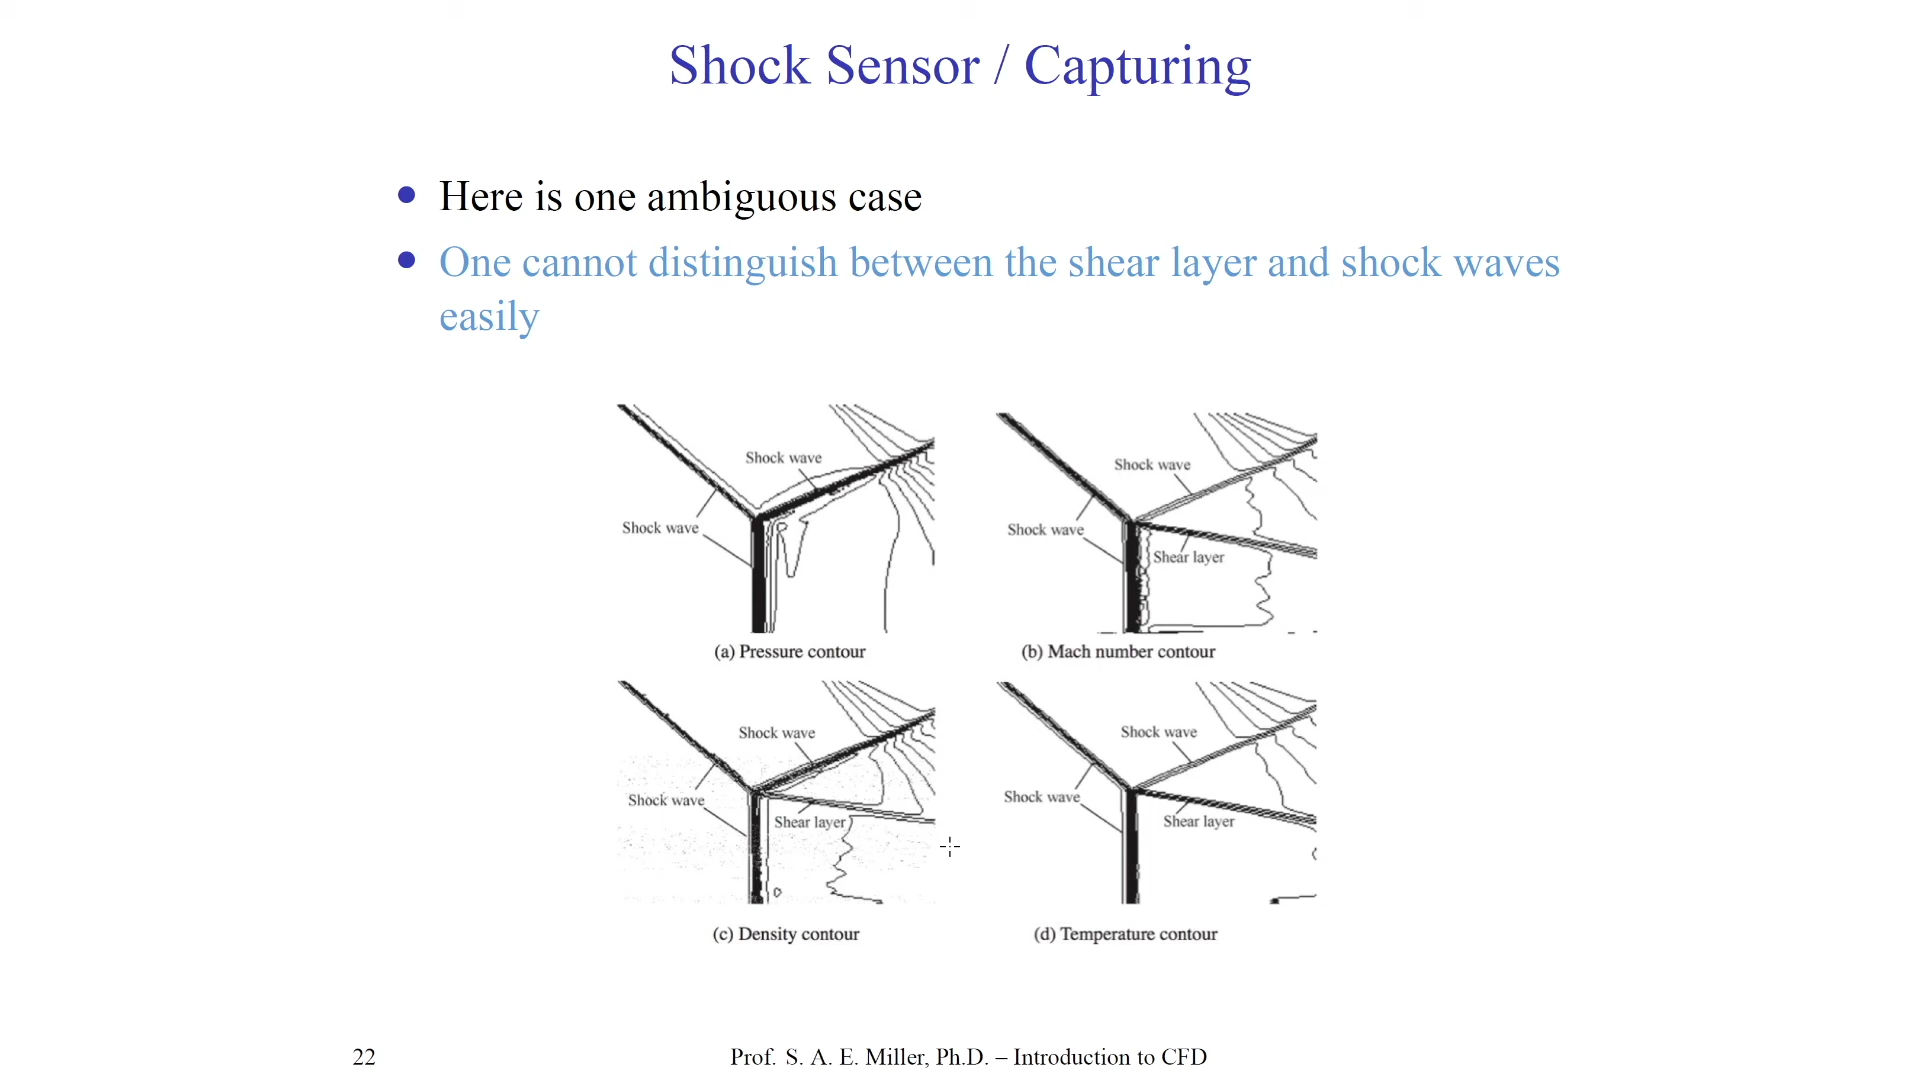 Shock Sensor / Capturing
Here is one ambiguous case
One cannot distinguish between the shear layer and shock waves
easily
Shock wave
Shock wave
(a) Pressure contour
Shock wave
Shock wave
Shear layer
(b) Mach number contour
Shock wave
Shock wave
Shear layer
(c) Density contour
Shock wave
Shock wave
Shear layer
(d) Temperature contour
22
Prof. S. A. E. Miller, Ph.D. – Introduction to CFD